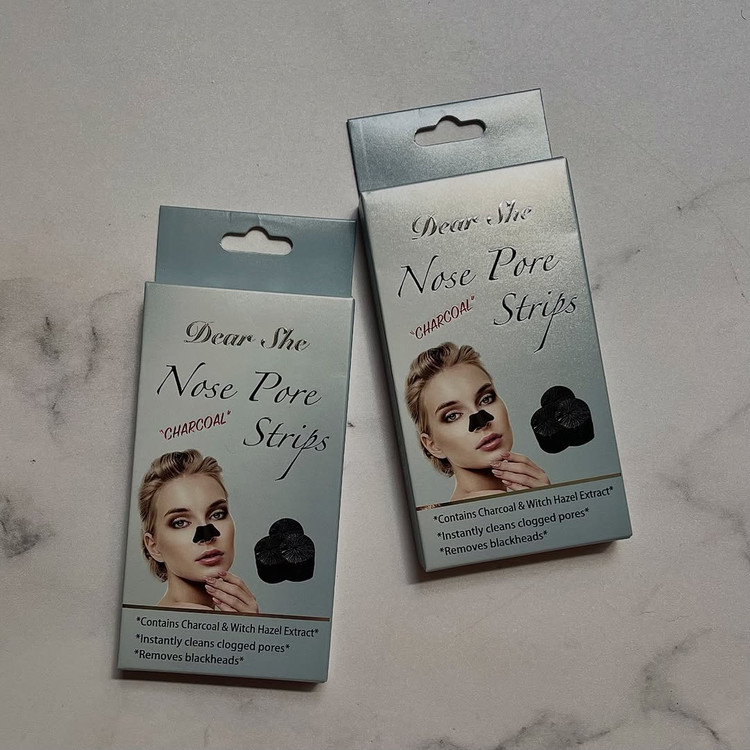 Dear She
Nose Pore
"CHARCOAL"
Strips
*Contains Charcoal & Witch Hazel Extract*
*Instantly cleans clogged pores*
*Removes blackheads*
Dear She
Nose Pore
"CHARCOAL"
Strips
*Contains Charcoal & Witch Hazel Extract*
*Instantly cleans clogged pores*
*Removes blackheads*